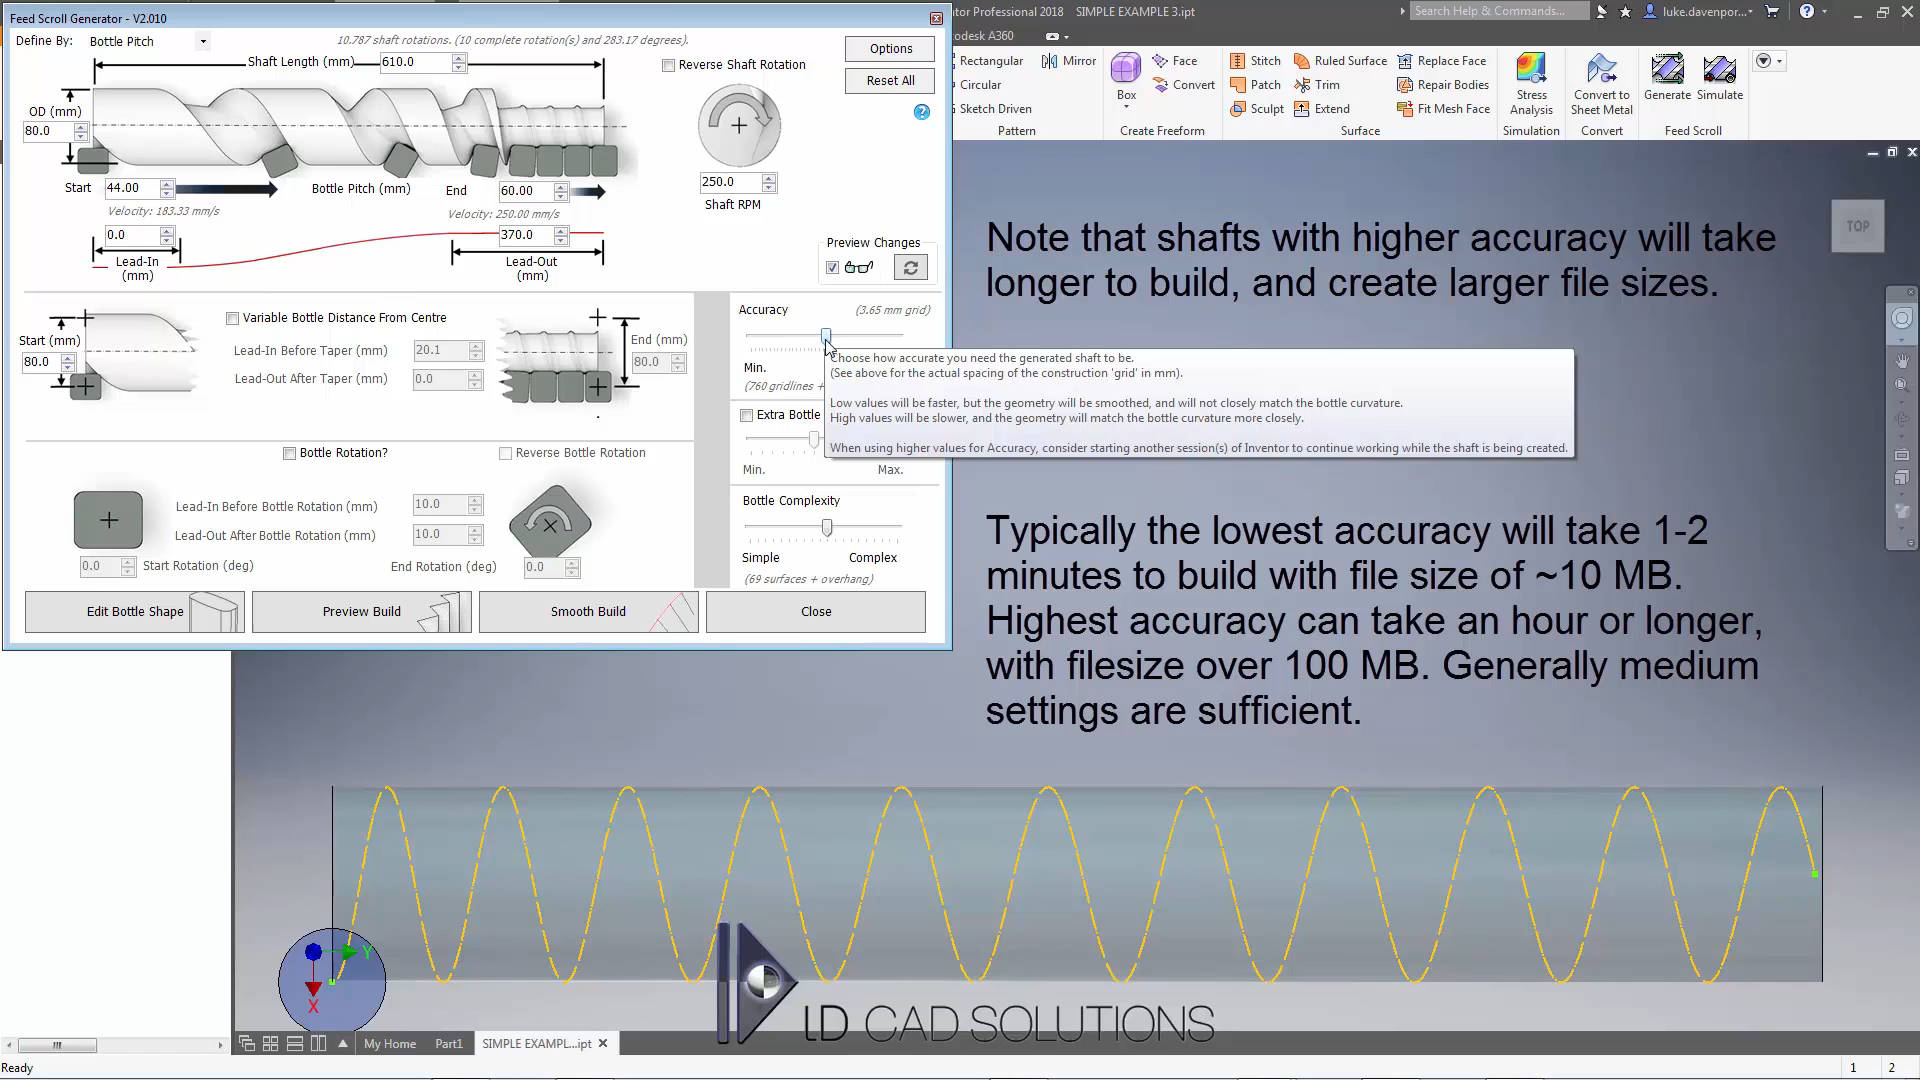 Feed Scroll Generator - V2.010
Define By: Bottle Pitch
10.787 shaft rotations. (10 complete rotation(s) and 283.17 degrees).
Options
Shaft Length (mm) 610.0
Reverse Shaft Rotation
Reset All
OD (mm)
80.0
Start 44.00 Bottle Pitch (mm) End 60.00
250.0
Shaft RPM
Velocity: 183.33 mm/s
Velocity: 250.00 mm/s
0.0
370.0
Lead-In
(mm)
Lead-Out
(mm)
Preview Changes
Start (mm)
80.0
Variable Bottle Distance From Centre
Lead-In Before Taper (mm) 20.1
Lead-Out After Taper (mm) 0.0
End (mm)
80.0
Accuracy (3.65 mm grid)
Min.
(760 gridlines +
Extra Bottle
Min. Max.
Bottle Complexity
Simple Complex
(69 surfaces + overhang)
Bottle Rotation? Reverse Bottle Rotation
Lead-In Before Bottle Rotation (mm) 10.0
Lead-Out After Bottle Rotation (mm) 10.0
0.0 Start Rotation (deg) End Rotation (deg) 0.0
Edit Bottle Shape Preview Build Smooth Build Close
Choose how accurate you need the generated shaft to be.
(See above for the actual spacing of the construction 'grid' in mm).
Low values will be faster, but the geometry will be smoothed, and will not closely match the bottle curvature.
High values will be slower, and the geometry will match the bottle curvature more closely.
When using higher values for Accuracy, consider starting another session(s) of Inventor to continue working while the shaft is being created.
ntor Professional 2018 SIMPLE EXAMPLE 3.ipt
Search Help & Commands...
luke.davenpor...
odesk A360
Rectangular Mirror
Circular
Sketch Driven
Pattern
Box
Face
Convert
Create Freeform
Stitch Ruled Surface Replace Face
Patch Trim Repair Bodies
Sculpt Extend Fit Mesh Face
Surface
Stress
Analysis
Simulation
Convert to
Sheet Metal
Convert
Generate Simulate
Feed Scroll
TOP
Note that shafts with higher accuracy will take
longer to build, and create larger file sizes.
Typically the lowest accuracy will take 1-2
minutes to build with file size of ~10 MB.
Highest accuracy can take an hour or longer,
with filesize over 100 MB. Generally medium
settings are sufficient.
Y
X
LD CAD SOLUTIONS
My Home Part1 SIMPLE EXAMPL...ipt
Ready
1 2